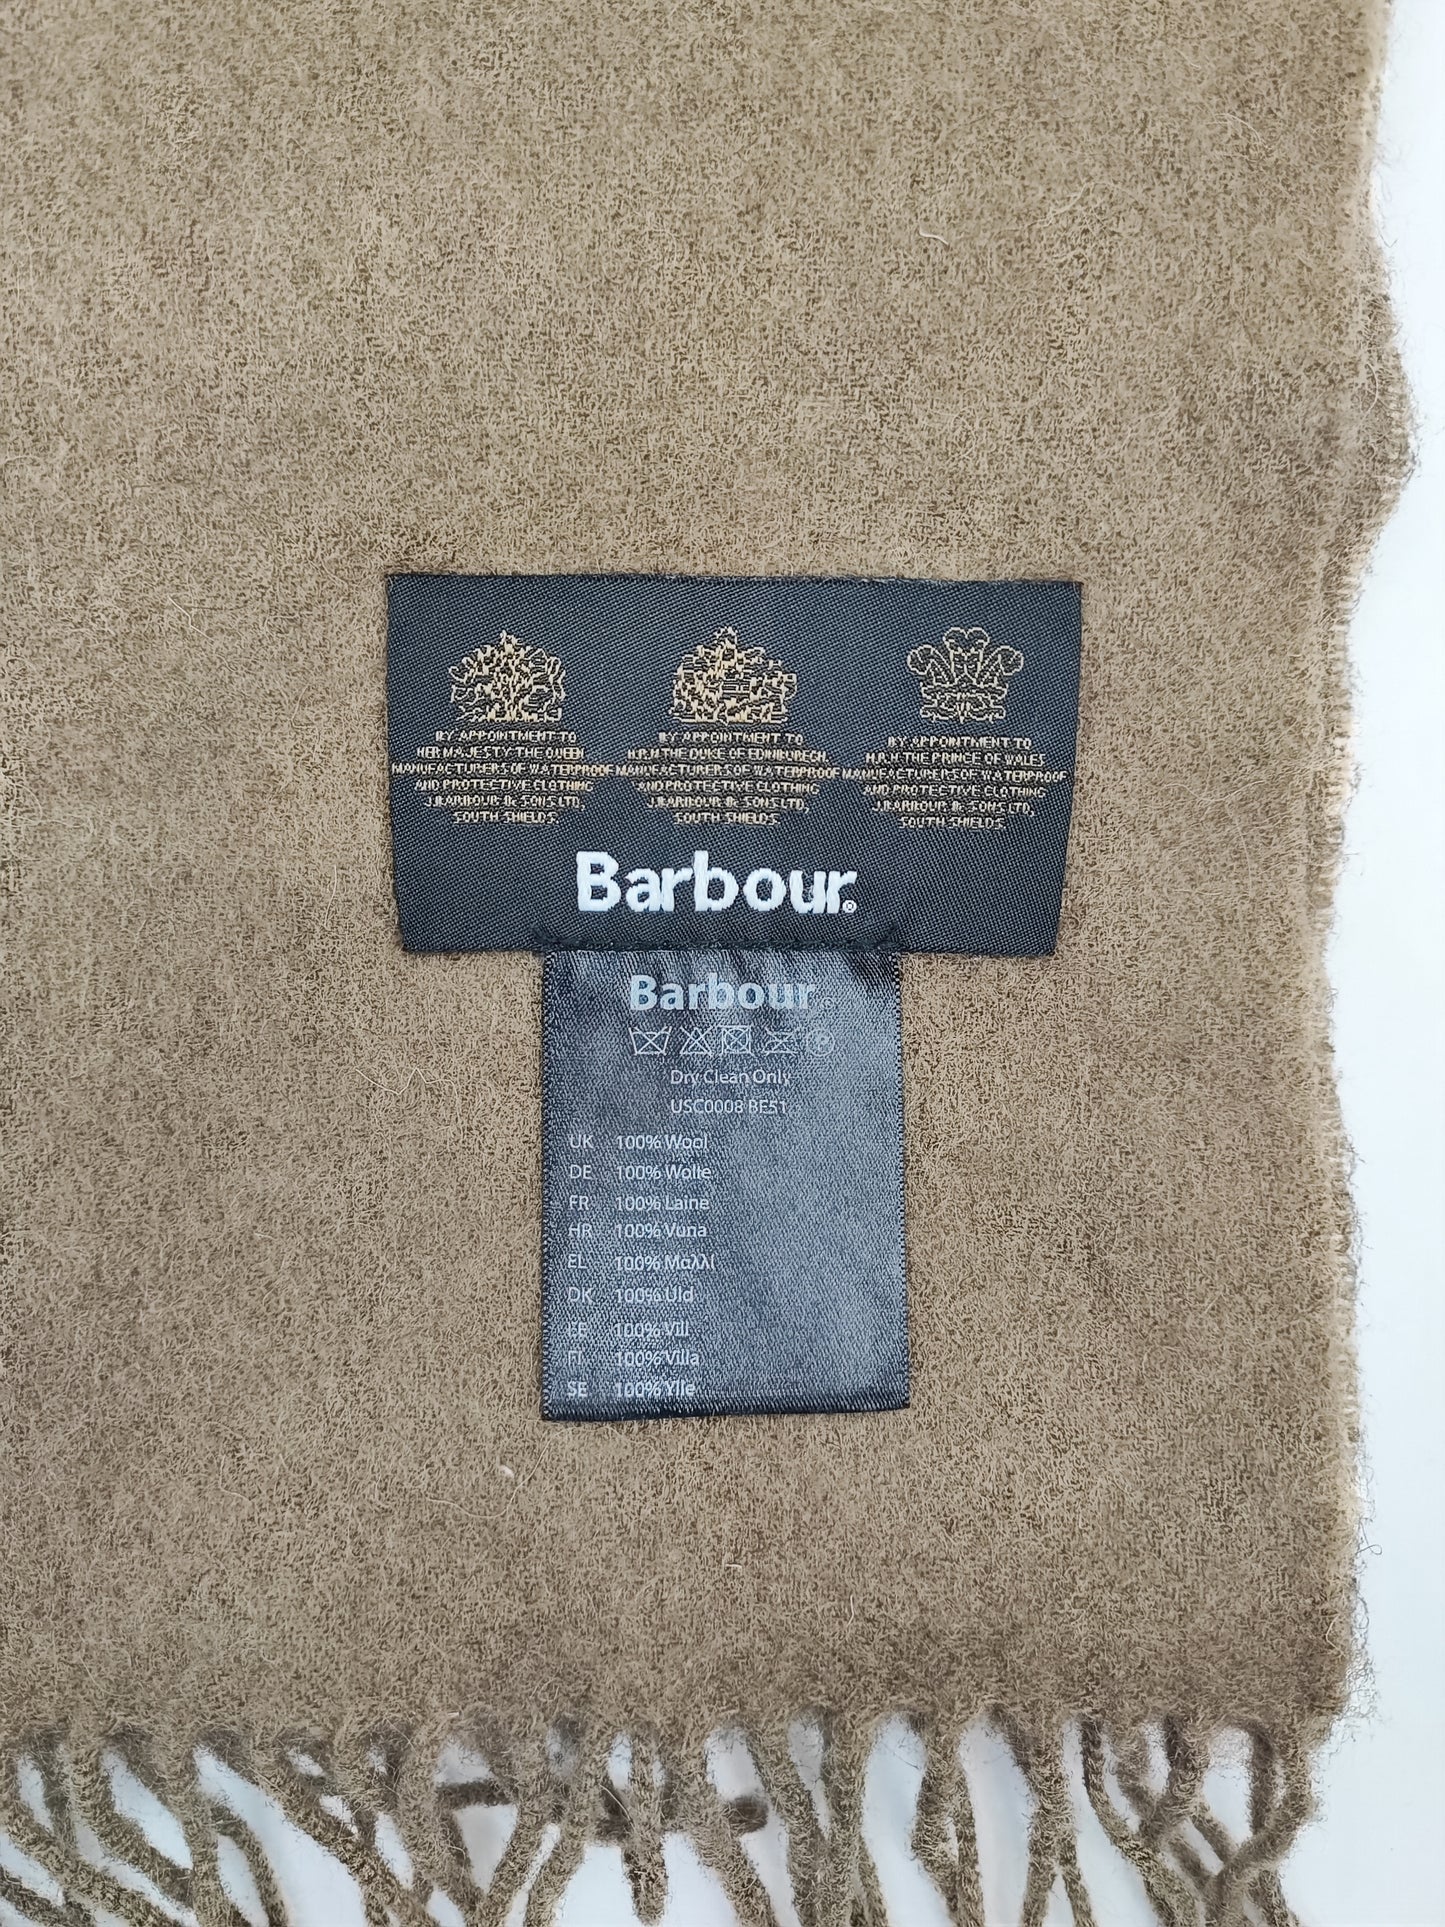 BY APPOINTMENT TO
HER MAJESTY THE QUEEN
MANUFACTURERS OF WATERPROOF
AND PROTECTIVE CLOTHING
J.BARBOUR & SONS LTD,
SOUTH SHIELDS.
BY APPOINTMENT TO
H.R.H THE DUKE OF EDINBURGH
MANUFACTURERS OF WATERPROOF
AND PROTECTIVE CLOTHING
J.BARBOUR & SONS LTD,
SOUTH SHIELDS.
BY APPOINTMENT TO
H.R.H THE PRINCE OF WALES
MANUFACTURERS OF WATERPROOF
AND PROTECTIVE CLOTHING
J.BARBOUR & SONS LTD,
SOUTH SHIELDS.
Barbour®
Barbour®
P
Dry Clean Only
USC0008 BE51
UK 100% Wool
DE 100% Wolle
FR 100% Laine
HR 100% Vuna
EL 100% Μαλλί
DK 100% Uld
EE 100% Vill
FI 100% Villa
SE 100% Ylle